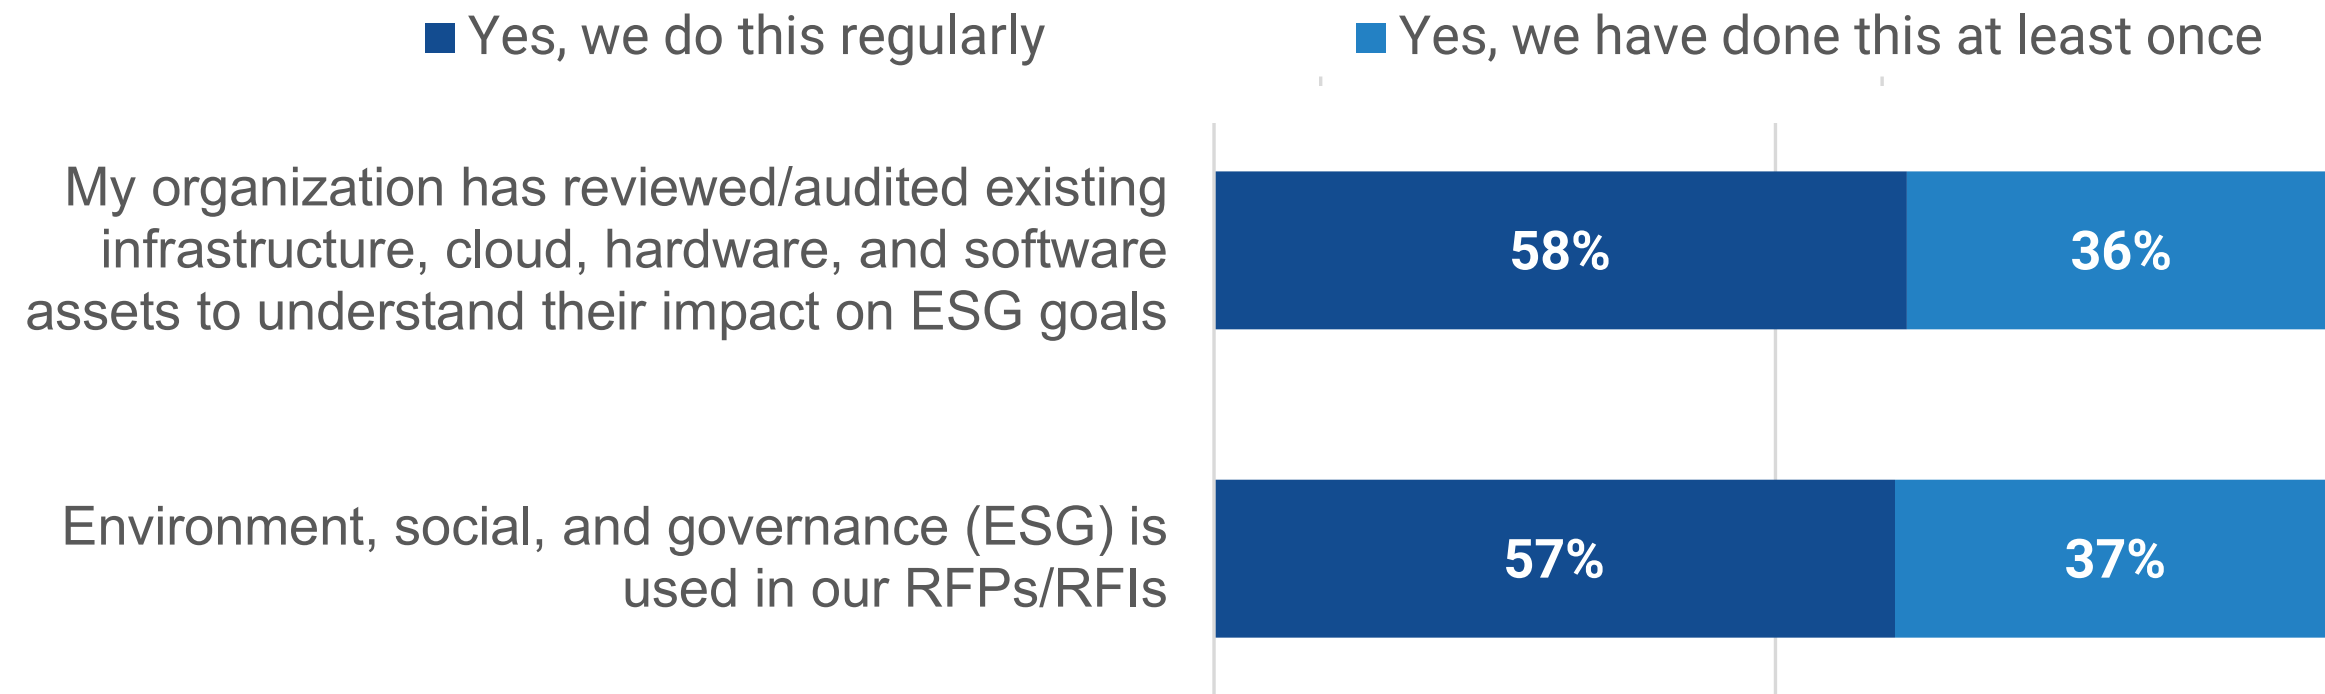 Yes, we do this regularly
Yes, we have done this at least once
My organization has reviewed/audited existing
infrastructure, cloud, hardware, and software
assets to understand their impact on ESG goals
58%
36%
Environment, social, and governance (ESG) is
used in our RFPs/RFIs
57%
37%